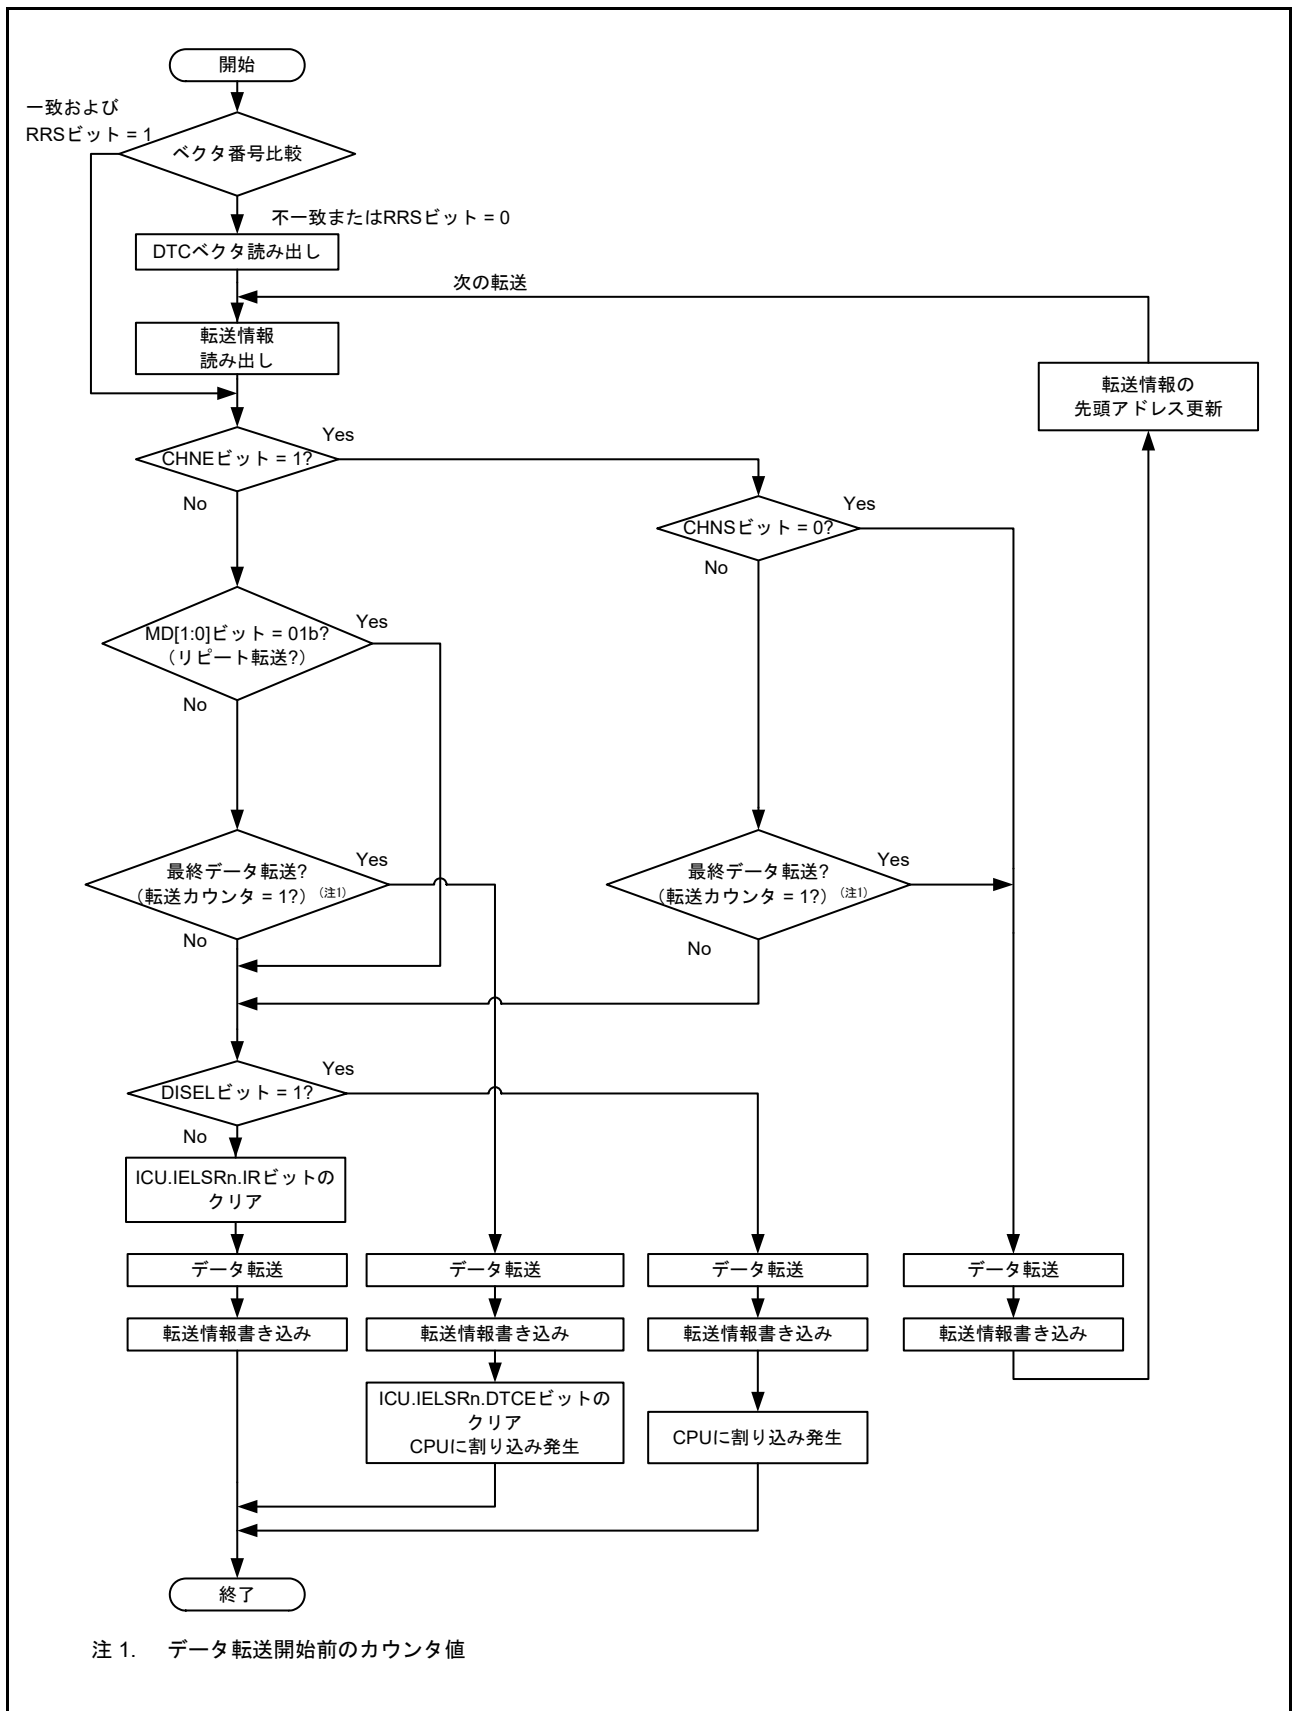 開始
一致および
RRSビット = 1
ベクタ番号比較
不一致またはRRSビット = 0
DTCベクタ読み出し
次の転送
転送情報
読み出し
転送情報の
先頭アドレス更新
CHNEビット = 1?
Yes
No
CHNSビット = 0?
Yes
No
MD[1:0]ビット = 01b?
（リピート転送?）
Yes
No
最終データ転送?
（転送カウンタ = 1?）（注1）
Yes
No
最終データ転送?
（転送カウンタ = 1?）（注1）
Yes
No
DISELビット = 1?
Yes
No
ICU.IELSRn.IRビットの
クリア
データ転送
データ転送
データ転送
データ転送
転送情報書き込み
転送情報書き込み
転送情報書き込み
転送情報書き込み
ICU.IELSRn.DTCEビットの
クリア
CPUに割り込み発生
CPUに割り込み発生
終了
注 1. データ転送開始前のカウンタ値